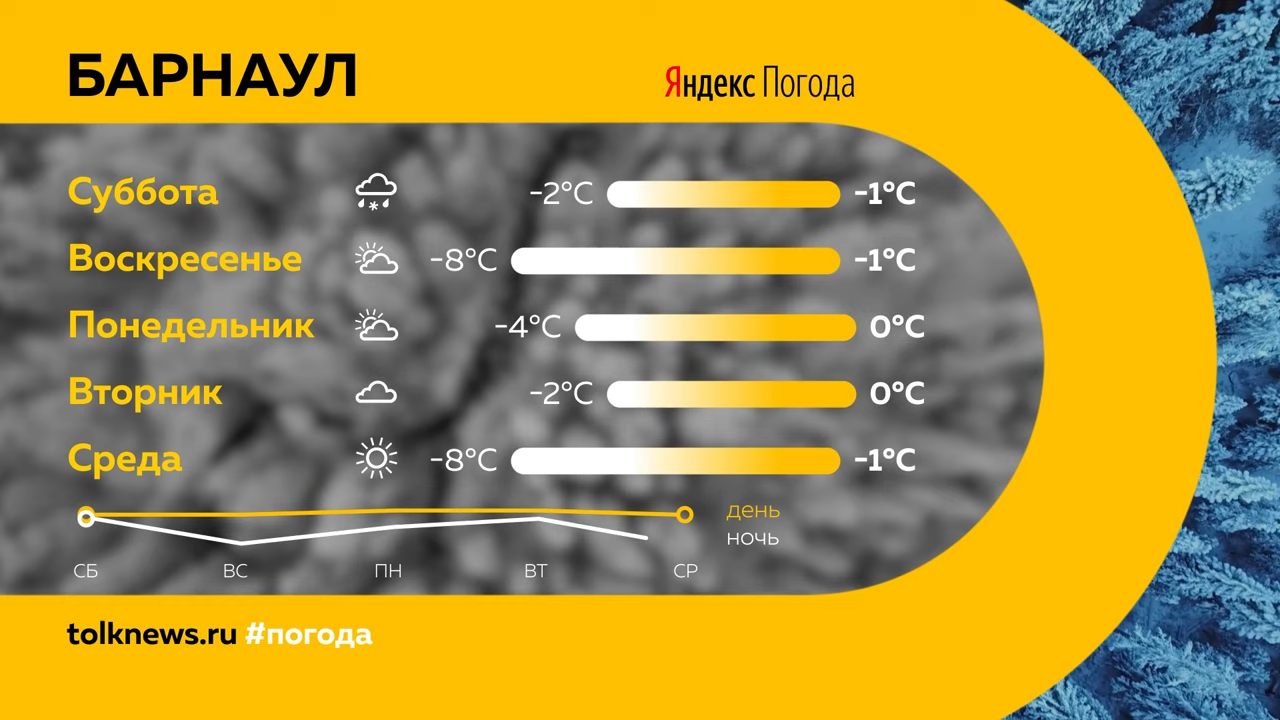 БАРНАУЛ
Яндекс Погода
Суббота -2°C -1°C
Воскресенье -8°C -1°C
Понедельник -4°C 0°C
Вторник -2°C 0°C
Среда -8°C -1°C
день
ночь
СБ ВС ПН ВТ СР
tolknews.ru #погода